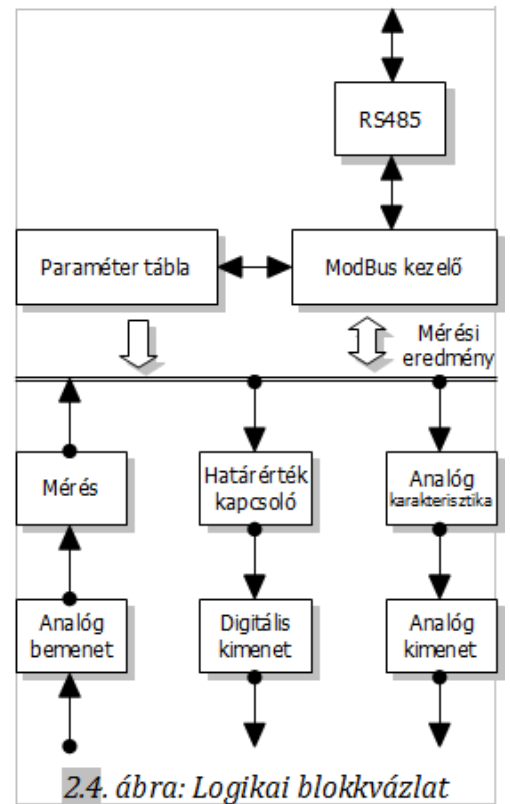 RS485
Paraméter tábla
ModBus kezelő
Mérési
eredmény
Mérés
Határérték
kapcsoló
Analóg
karakterisztika
Analóg
bemenet
Digitális
kimenet
Analóg
kimenet
2.4. ábra: Logikai blokkvázlat